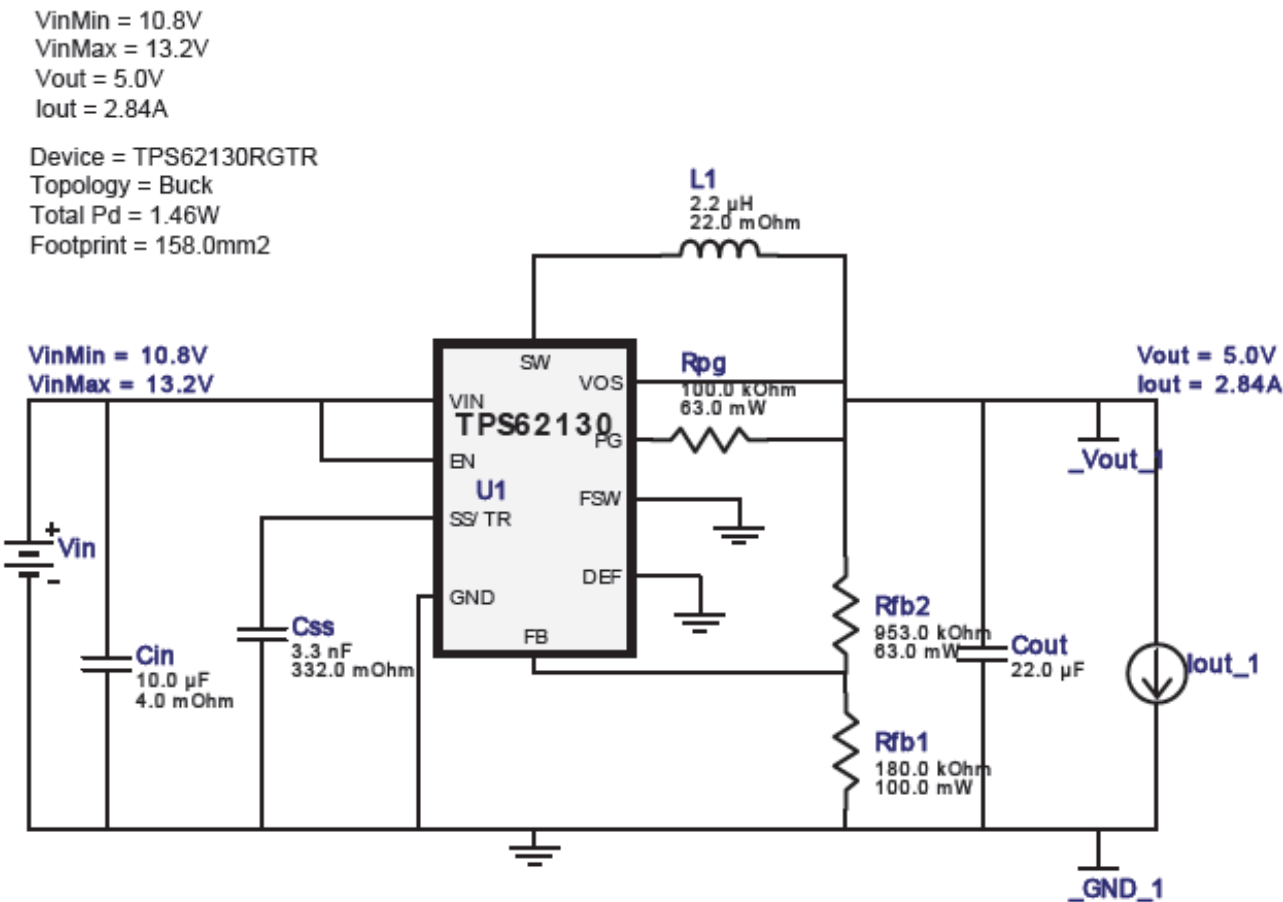 VinMin = 10.8V
VinMax = 13.2V
Vout = 5.0V
Iout = 2.84A
Device = TPS62130RGTR
Topology = Buck
Total Pd = 1.46W
Footprint = 158.0mm2
L1
2.2 µH
22.0 mOhm
VinMin = 10.8V
VinMax = 13.2V
SW
VOS
VIN
TPS62130
PG
EN
U1
FSW
SS/TR
DEF
GND
FB
Rpg
100.0 kOhm
63.0 mW
Vout = 5.0V
Iout = 2.84A
_Vout_1
+
Vin
-
Cin
10.0 µF
4.0 mOhm
Css
3.3 nF
332.0 mOhm
Rfb2
953.0 kOhm
63.0 mW
Cout
22.0 µF
Iout_1
Rfb1
180.0 kOhm
100.0 mW
_GND_1